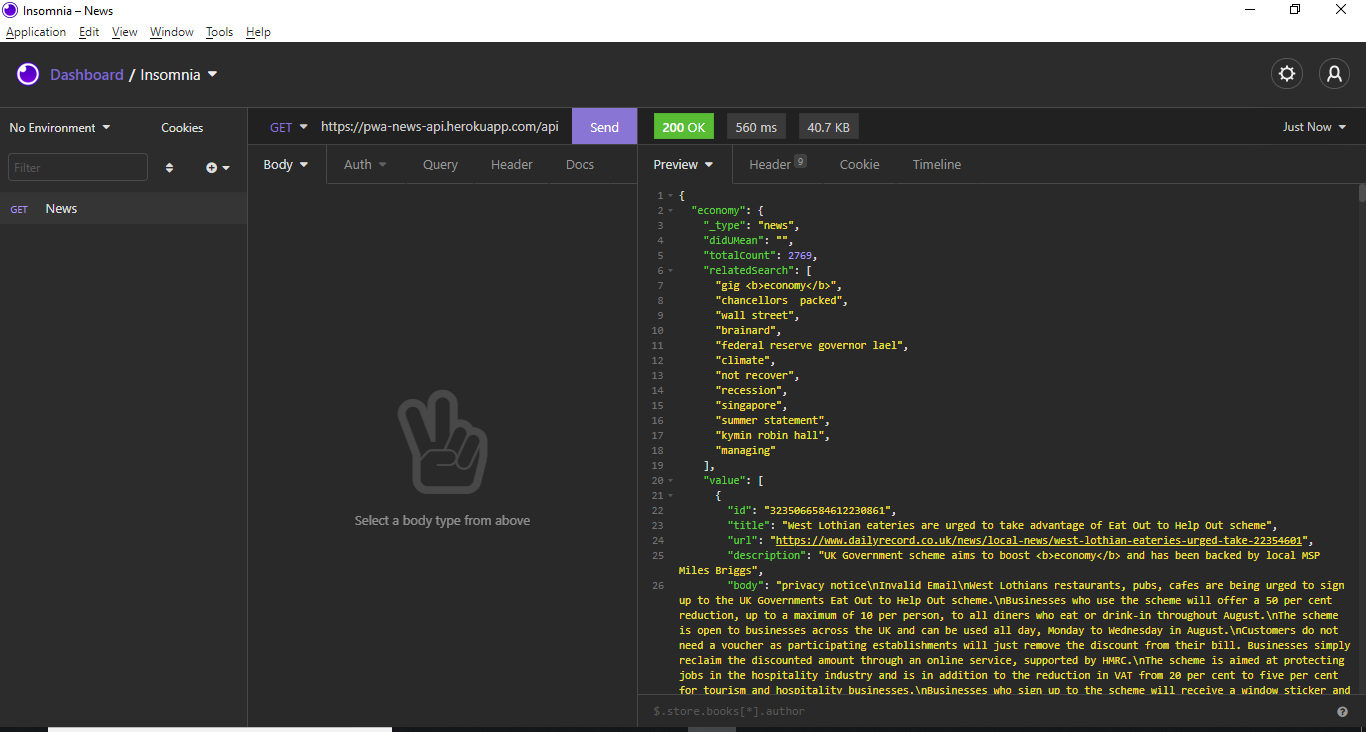 Insomnia – News
Application Edit View Window Tools Help
Dashboard / Insomnia
No Environment Cookies
Filter
GET News
GET https://pwa-news-api.herokuapp.com/api Send
Body Auth Query Header Docs
Select a body type from above
200 OK 560 ms 40.7 KB Just Now
Preview Header 9 Cookie Timeline
1 {
2 "economy": {
3 "_type": "news",
4 "didUMean": "",
5 "totalCount": 2769,
6 "relatedSearch": [
7 "gig <b>economy</b>",
8 "chancellors  packed",
9 "wall street",
10 "brainard",
11 "federal reserve governor lael",
12 "climate",
13 "not recover",
14 "recession",
15 "singapore",
16 "summer statement",
17 "kymin robin hall",
18 "managing"
19 ],
20 "value": [
21 {
22 "id": "3235066584612230861",
23 "title": "West Lothian eateries are urged to take advantage of Eat Out to Help Out scheme",
24 "url": "https://www.dailyrecord.co.uk/news/local-news/west-lothian-eateries-urged-take-22354601",
25 "description": "UK Government scheme aims to boost <b>economy</b> and has been backed by local MSP
Miles Briggs",
26 "body": "privacy notice\nInvalid Email\nWest Lothians restaurants, pubs, cafes are being urged to sign
up to the UK Governments Eat Out to Help Out scheme.\nBusinesses who use the scheme will offer a 50 per cent
reduction, up to a maximum of 10 per person, to all diners who eat or drink-in throughout August.\nThe scheme
is open to businesses across the UK and can be used all day, Monday to Wednesday in August.\nCustomers do not
need a voucher as participating establishments will just remove the discount from their bill. Businesses simply
reclaim the discounted amount through an online service, supported by HMRC.\nThe scheme is aimed at protecting
jobs in the hospitality industry and is in addition to the reduction in VAT from 20 per cent to five per cent
for tourism and hospitality businesses.\nBusinesses who sign up to the scheme will receive a window sticker and
$.store.books[*].author